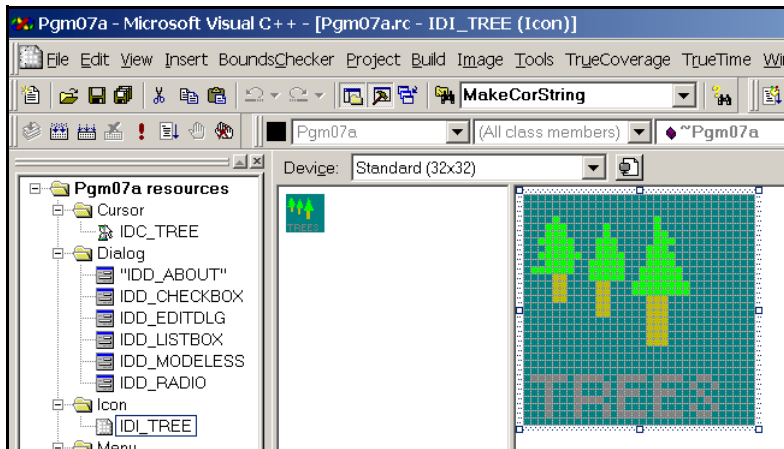 Pgm07a - Microsoft Visual C++ - [Pgm07a.rc - IDI_TREE (Icon)]
File Edit View Insert BoundsChecker Project Build Image Tools TrueCoverage TrueTime
MakeCorString
Pgm07a (All class members) ~Pgm07a
Device: Standard (32x32)
Pgm07a resources
Cursor
IDC_TREE
Dialog
"IDD_ABOUT"
IDD_CHECKBOX
IDD_EDITDLG
IDD_LISTBOX
IDD_MODELESS
IDD_RADIO
Icon
IDI_TREE
Menu
TREES
TREES